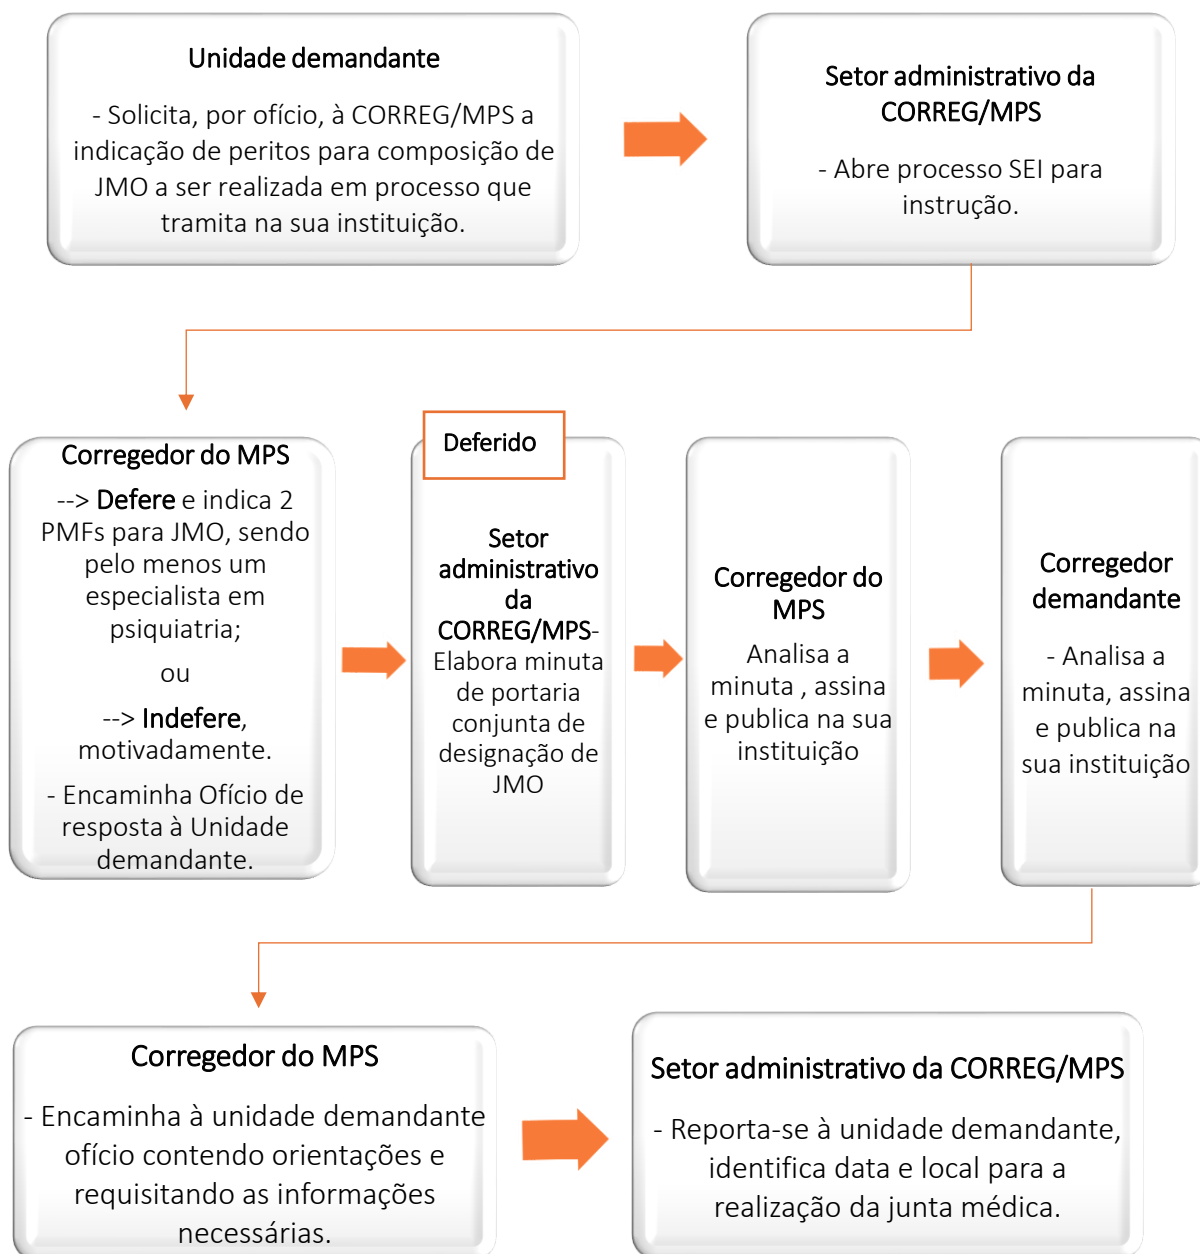 Unidade demandante
- Solicita, por ofício, à CORREG/MPS a
indicação de peritos para composição de
JMO a ser realizada em processo que
tramita na sua instituição.
Setor administrativo da
CORREG/MPS
- Abre processo SEI para
instrução.
Corregedor do MPS
--> Defere e indica 2
PMFs para JMO, sendo
pelo menos um
especialista em
psiquiatria;
ou
--> Indefere,
motivadamente.
- Encaminha Ofício de
resposta à Unidade
demandante.
Deferido
Setor
administrativo
da
CORREG/MPS-
Elabora minuta
de portaria
conjunta de
designação de
JMO
Corregedor do
MPS
Analisa a
minuta , assina
e publica na sua
instituição
Corregedor
demandante
- Analisa a
minuta, assina
e publica na
sua instituição
Corregedor do MPS
- Encaminha à unidade demandante
ofício contendo orientações e
requisitando as informações
necessárias.
Setor administrativo da CORREG/MPS
- Reporta-se à unidade demandante,
identifica data e local para a
realização da junta médica.